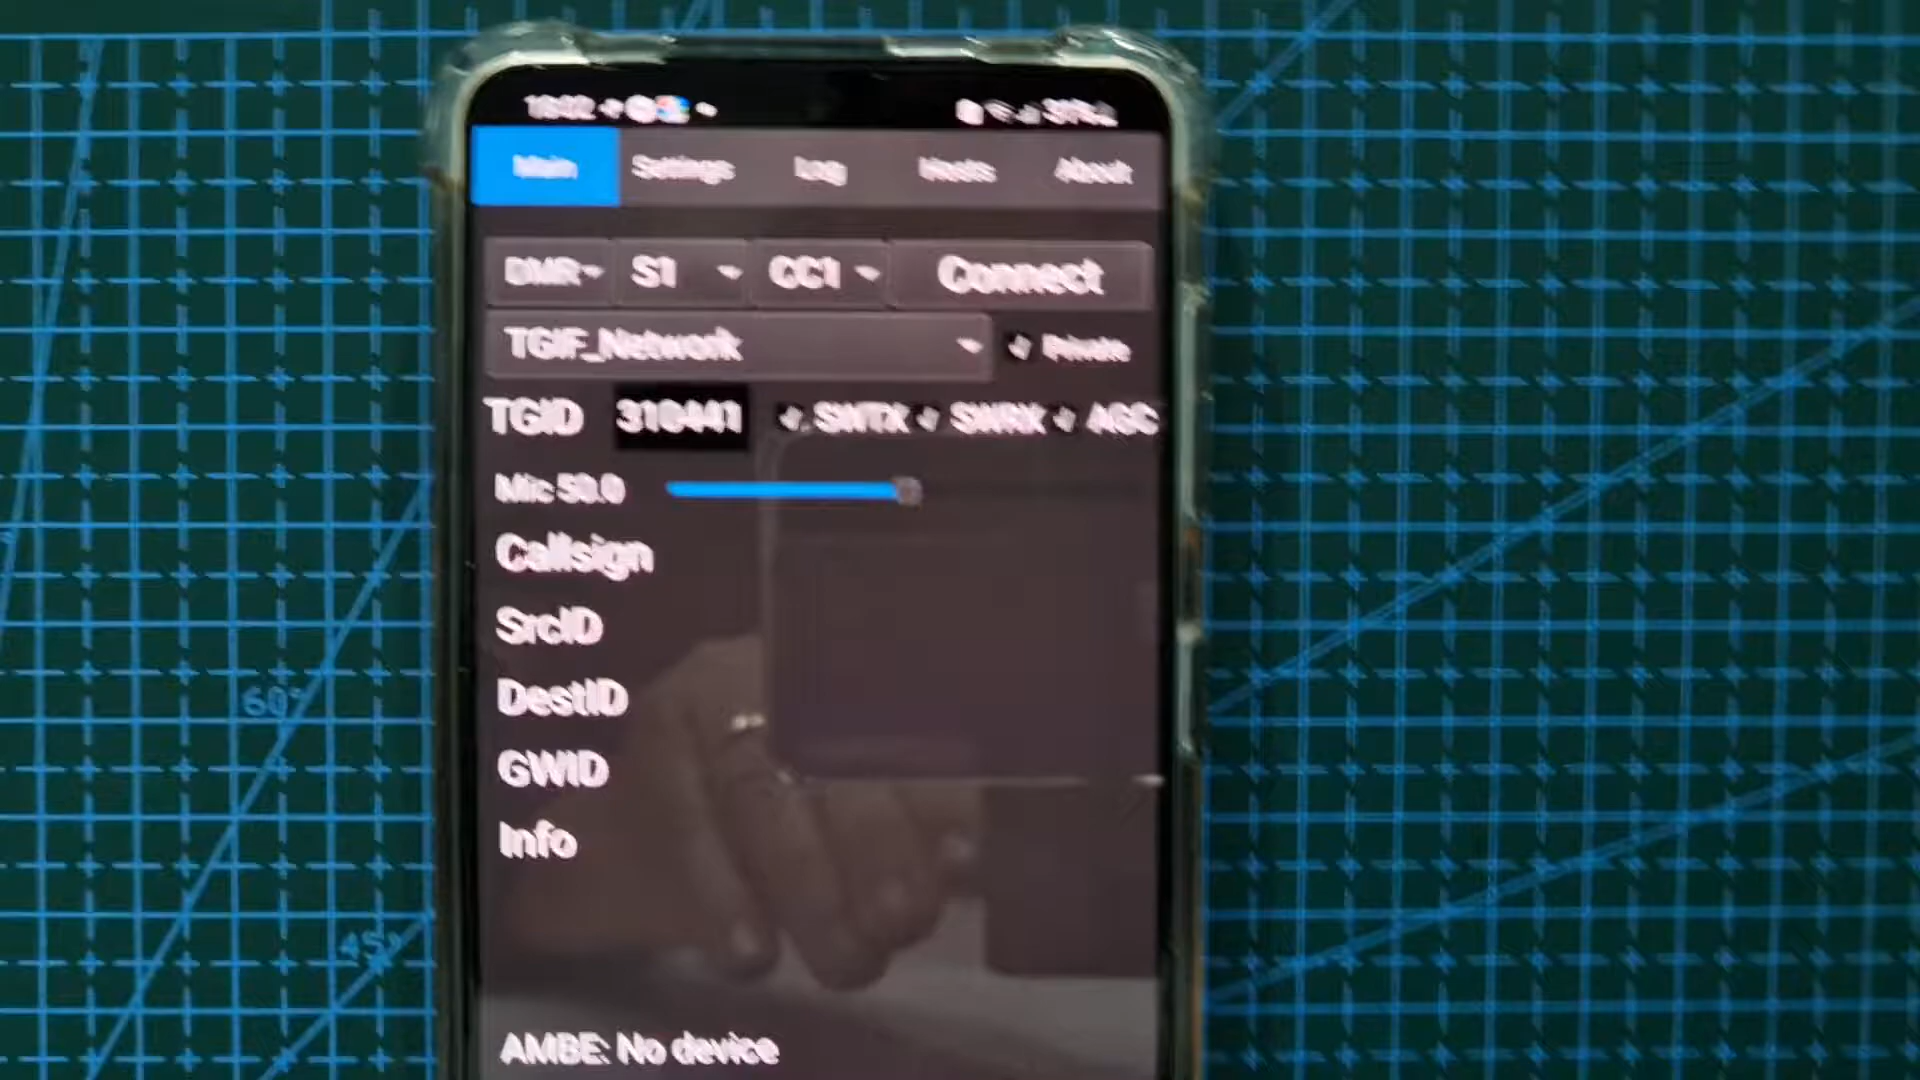 Main Settings Log Hosts About
DMR S1 CC1 Connect
TGIF_Network Private
TGID 310441 SWTX SWRX AGC
Mic 50.0
Callsign
SrcID
DestID
GWID
Info
AMBE: No device
60°
45°